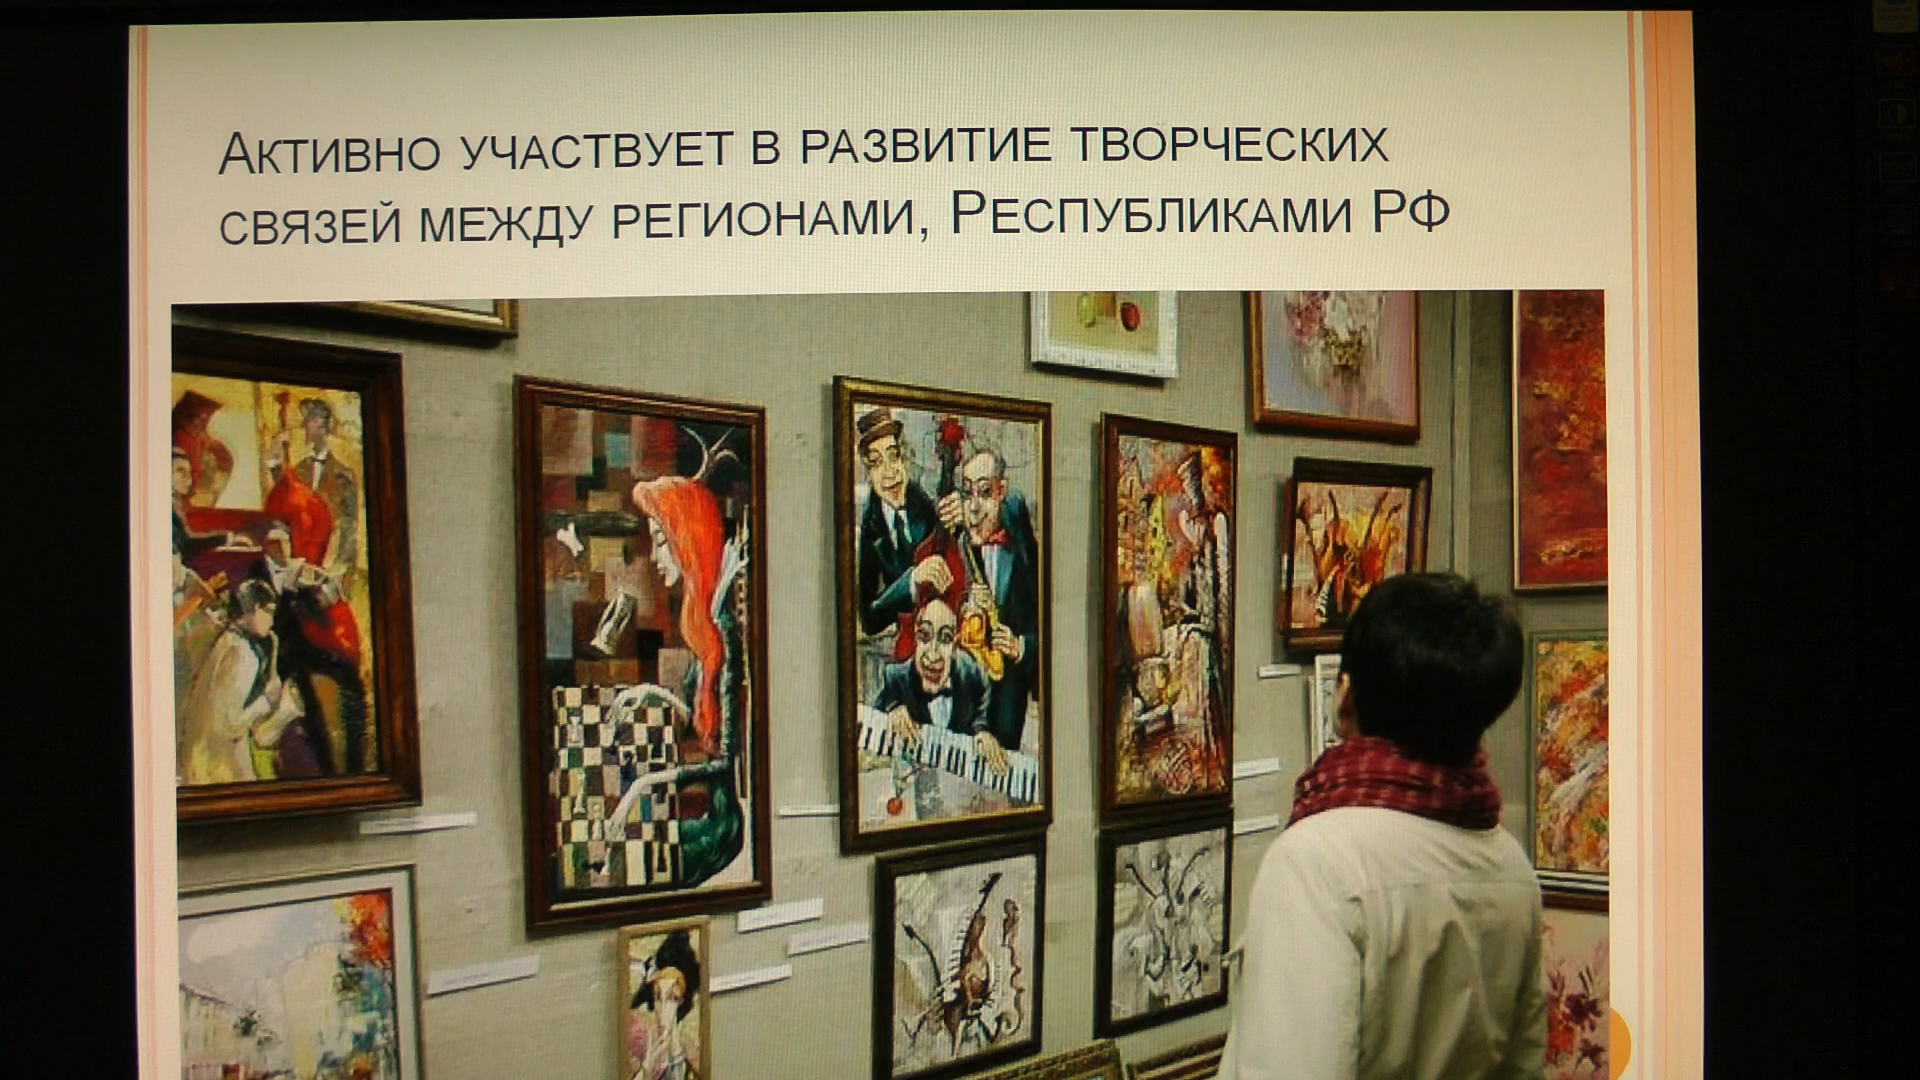 Активно участвует в развитие творческих
связей между регионами, Республиками РФ